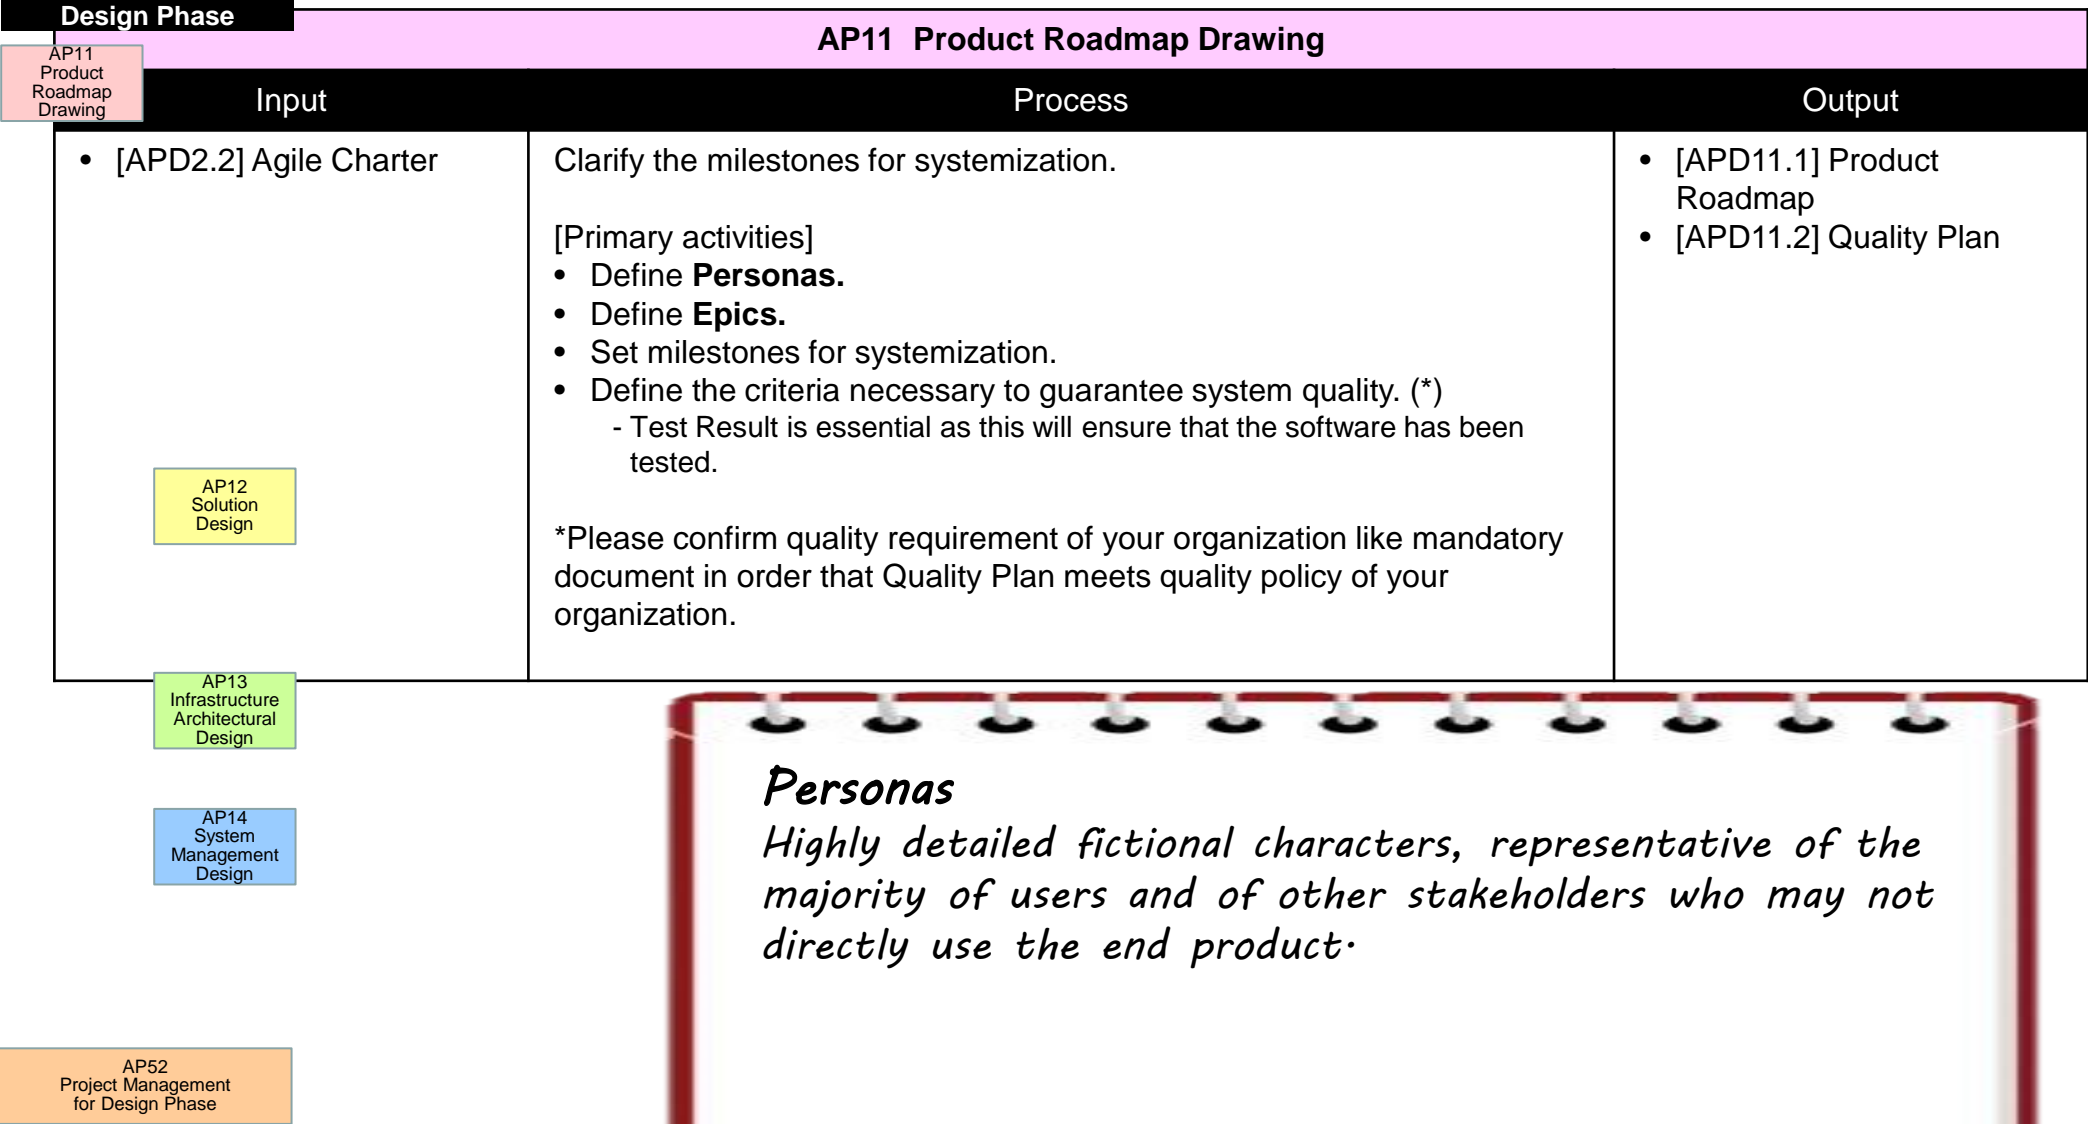 Design Phase
AP11 Product Roadmap Drawing
AP11
Product
Roadmap
Drawing
Input
Process
Output
• [APD2.2] Agile Charter
Clarify the milestones for systemization.
[Primary activities]
• Define Personas.
• Define Epics.
• Set milestones for systemization.
• Define the criteria necessary to guarantee system quality. (*)
- Test Result is essential as this will ensure that the software has been
tested.
*Please confirm quality requirement of your organization like mandatory
document in order that Quality Plan meets quality policy of your
organization.
• [APD11.1] Product
Roadmap
• [APD11.2] Quality Plan
AP12
Solution
Design
AP13
Infrastructure
Architectural
Design
AP14
System
Management
Design
AP52
Project Management
for Design Phase
Personas
Highly detailed fictional characters, representative of the
majority of users and of other stakeholders who may not
directly use the end product.